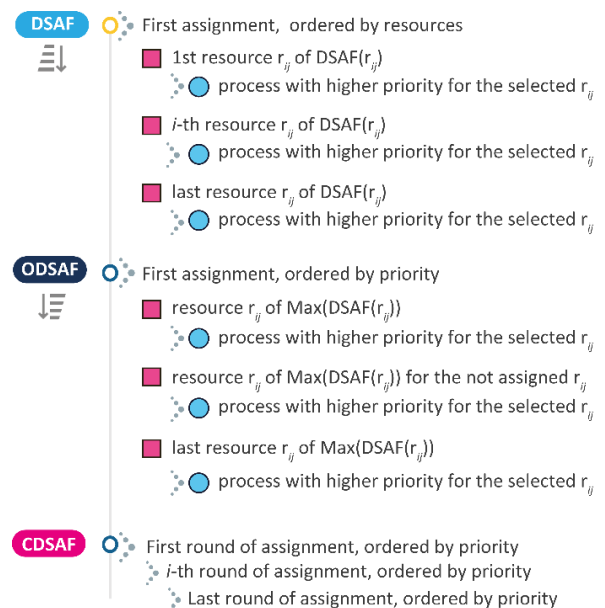 DSAF
First assignment, ordered by resources
1st resource r_ij of DSAF(r_ij)
process with higher priority for the selected r_ij
i-th resource r_ij of DSAF(r_ij)
process with higher priority for the selected r_ij
last resource r_ij of DSAF(r_ij)
process with higher priority for the selected r_ij
ODSAF
First assignment, ordered by priority
resource r_ij of Max(DSAF(r_ij))
process with higher priority for the selected r_ij
resource r_ij of Max(DSAF(r_ij)) for the not assigned r_ij
process with higher priority for the selected r_ij
last resource r_ij of Max(DSAF(r_ij))
process with higher priority for the selected r_ij
CDSAF
First round of assignment, ordered by priority
i-th round of assignment, ordered by priority
Last round of assignment, ordered by priority